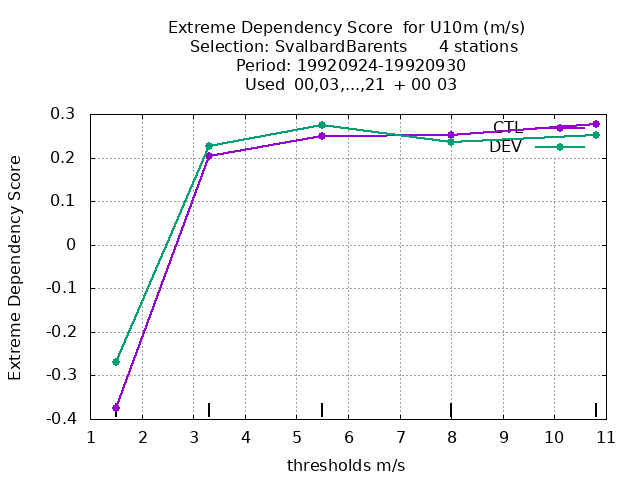 Extreme Dependency Score  for U10m (m/s)
Selection: SvalbardBarents      4 stations
Period: 19920924-19920930
Used  00,03,...,21  + 00 03
0.3
0.2
0.1
0
-0.1
-0.2
-0.3
-0.4
Extreme Dependency Score
CTL
DEV
1 2 3 4 5 6 7 8 9 10 11
thresholds m/s